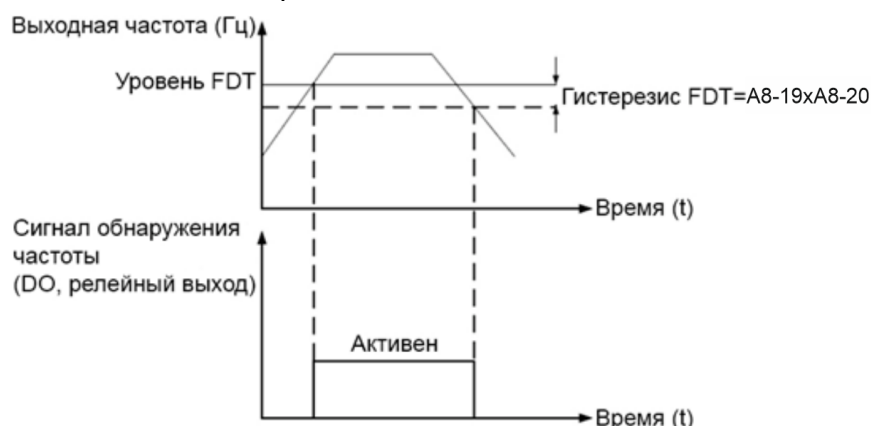 Выходная частота (Гц)
Уровень FDT
Гистерезис FDT=A8-19xA8-20
Время (t)
Сигнал обнаружения
частоты
(DO, релейный выход)
Активен
Время (t)